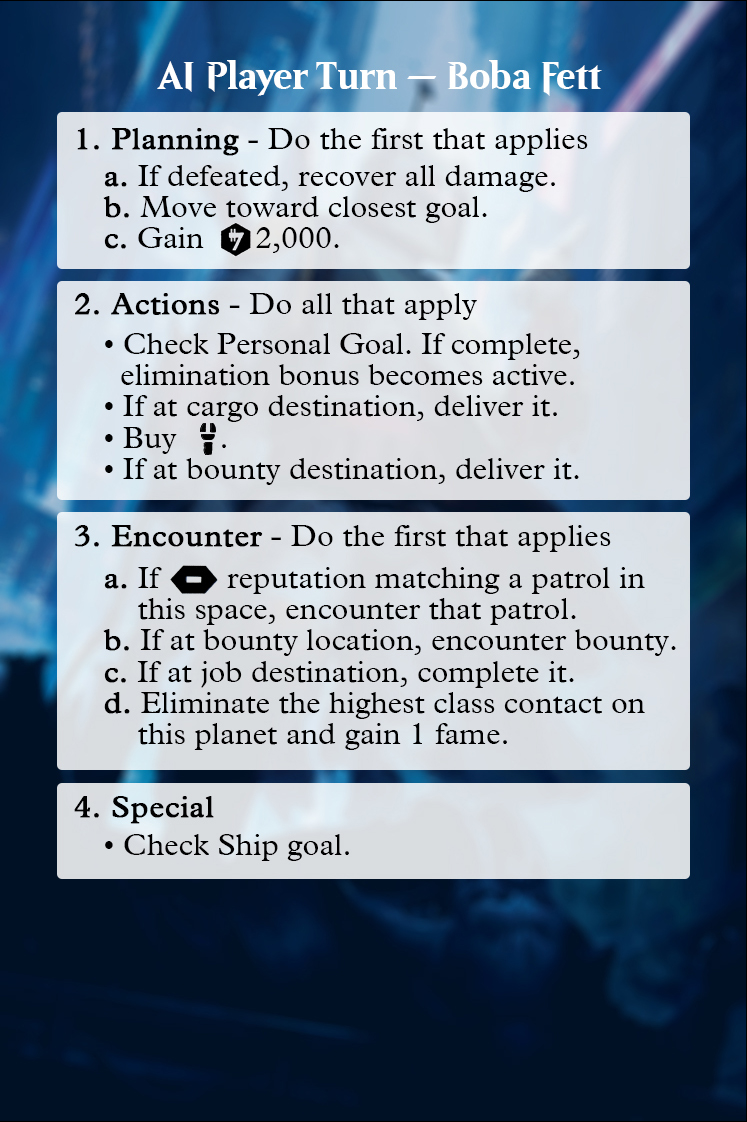 AI Player Turn — Boba Fett
1. Planning - Do the first that applies
a. If defeated, recover all damage.
b. Move toward closest goal.
c. Gain 2,000.
2. Actions - Do all that apply
• Check Personal Goal. If complete,
elimination bonus becomes active.
• If at cargo destination, deliver it.
• Buy .
• If at bounty destination, deliver it.
3. Encounter - Do the first that applies
a. If reputation matching a patrol in
this space, encounter that patrol.
b. If at bounty location, encounter bounty.
c. If at job destination, complete it.
d. Eliminate the highest class contact on
this planet and gain 1 fame.
4. Special
• Check Ship goal.